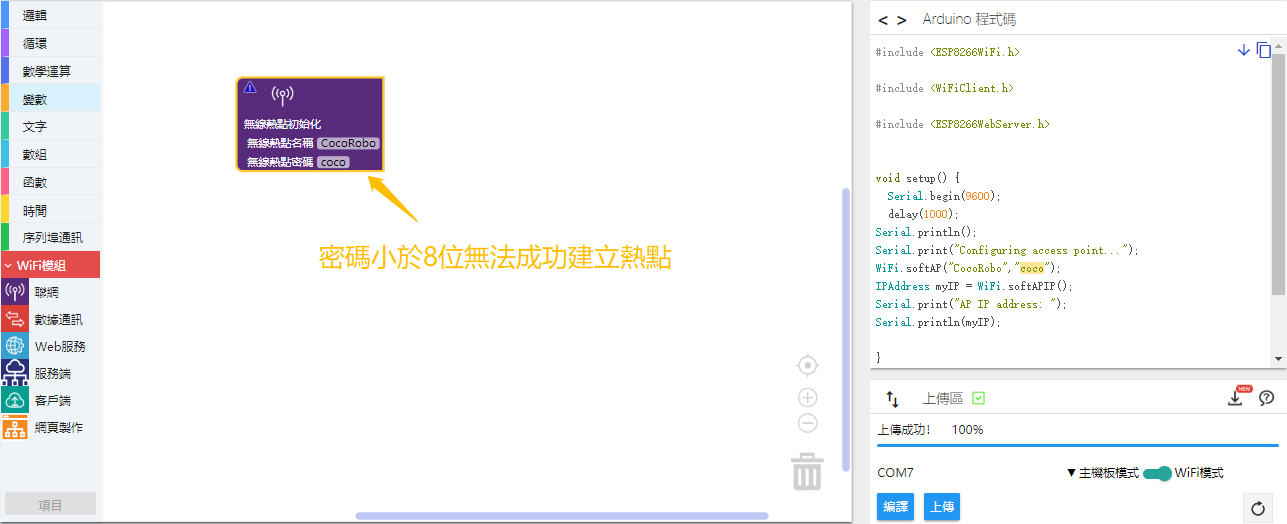 邏輯
循環
數學運算
變數
文字
數組
函數
時間
序列埠通訊
WiFi模組
聯網
數據通訊
Web服務
服務端
客戶端
網頁製作
項目
無線熱點初始化
無線熱點名稱 CocoRobo
無線熱點密碼 coco
密碼小於8位無法成功建立熱點
< > Arduino 程式碼
#include <ESP8266WiFi.h>
#include <WiFiClient.h>
#include <ESP8266WebServer.h>
void setup() {
Serial.begin(9600);
delay(1000);
Serial.println();
Serial.print("Configuring access point...");
WiFi.softAP("CocoRobo","coco");
IPAddress myIP = WiFi.softAPIP();
Serial.print("AP IP address: ");
Serial.println(myIP);
}
上傳區
NEW
上傳成功! 100%
COM7 ▼主機板模式 WiFi模式
編譯 上傳